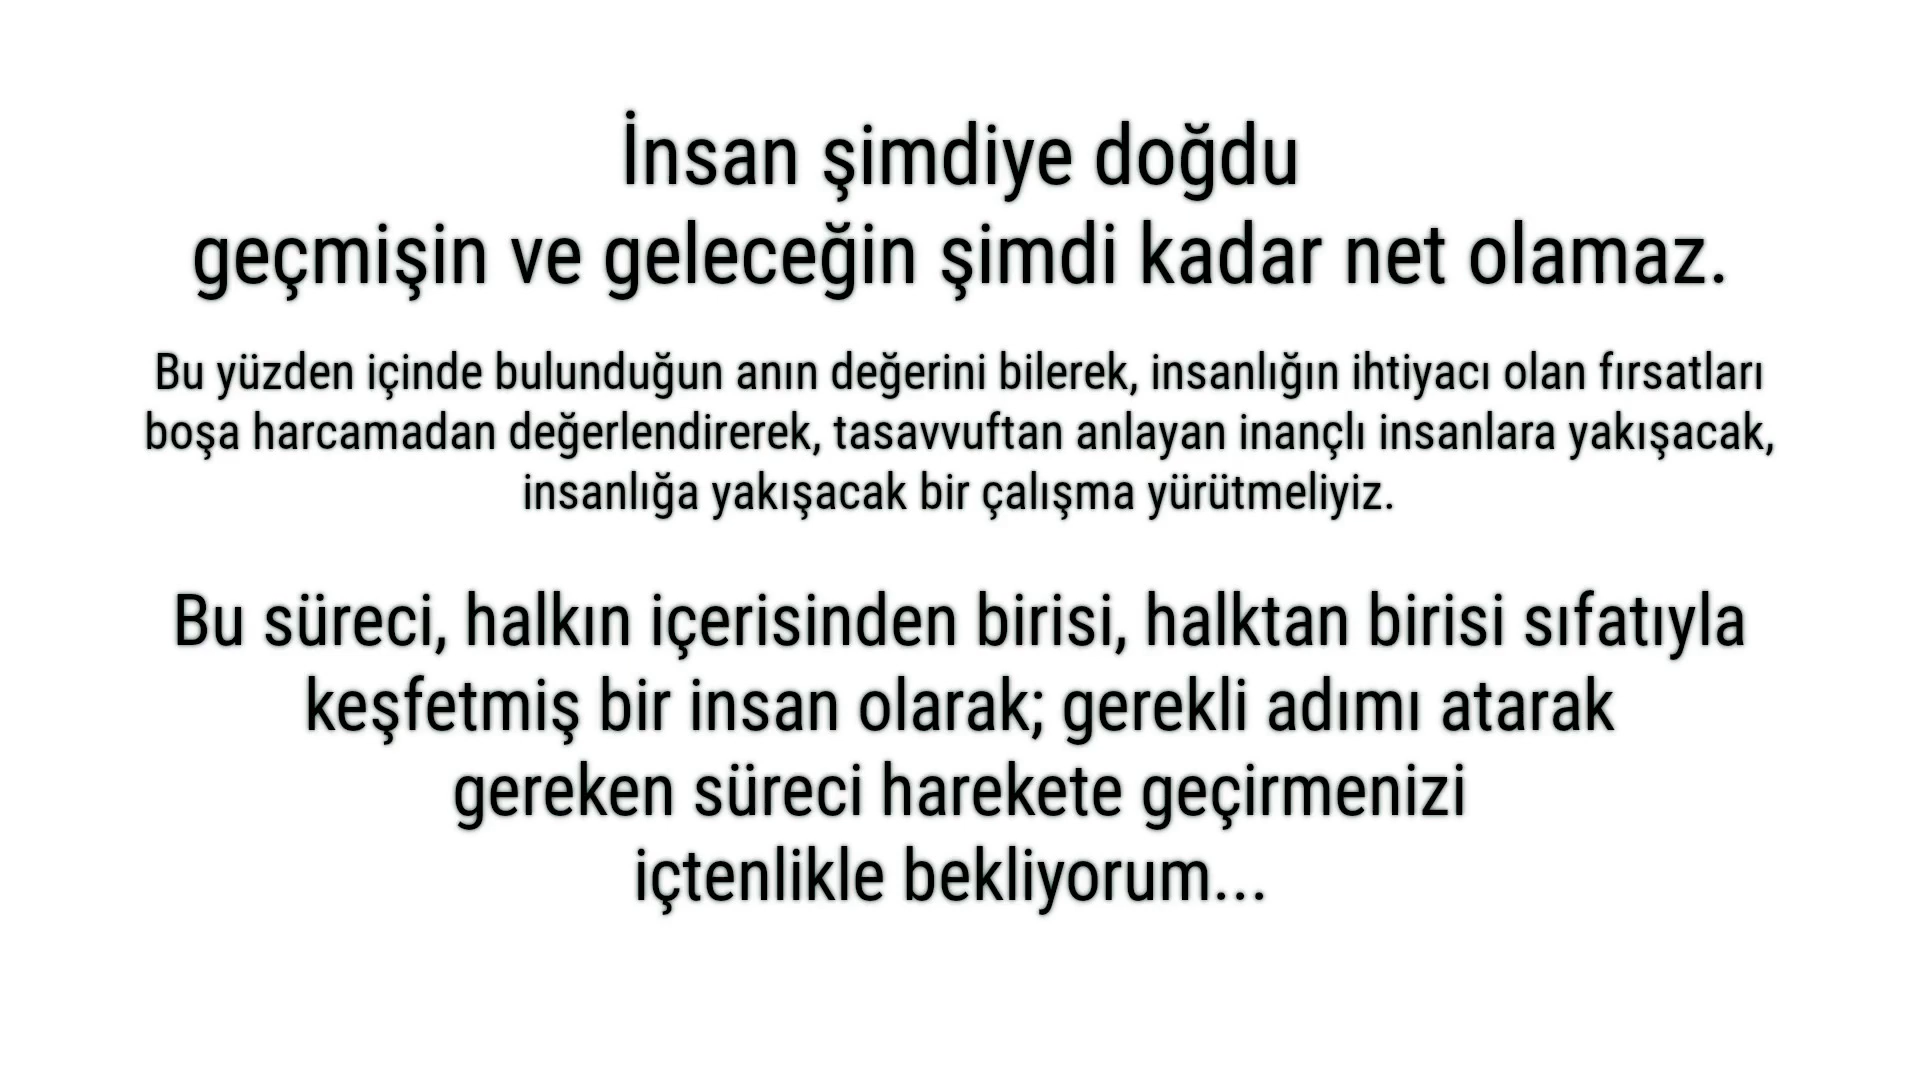 İnsan şimdiye doğdu
geçmişin ve geleceğin şimdi kadar net olamaz.
Bu yüzden içinde bulunduğun anın değerini bilerek, insanlığın ihtiyacı olan fırsatları
boşa harcamadan değerlendirerek, tasavvuftan anlayan inançlı insanlara yakışacak,
insanlığa yakışacak bir çalışma yürütmeliyiz.
Bu süreci, halkın içerisinden birisi, halktan birisi sıfatıyla
keşfetmiş bir insan olarak; gerekli adımı atarak
gereken süreci harekete geçirmenizi
içtenlikle bekliyorum...